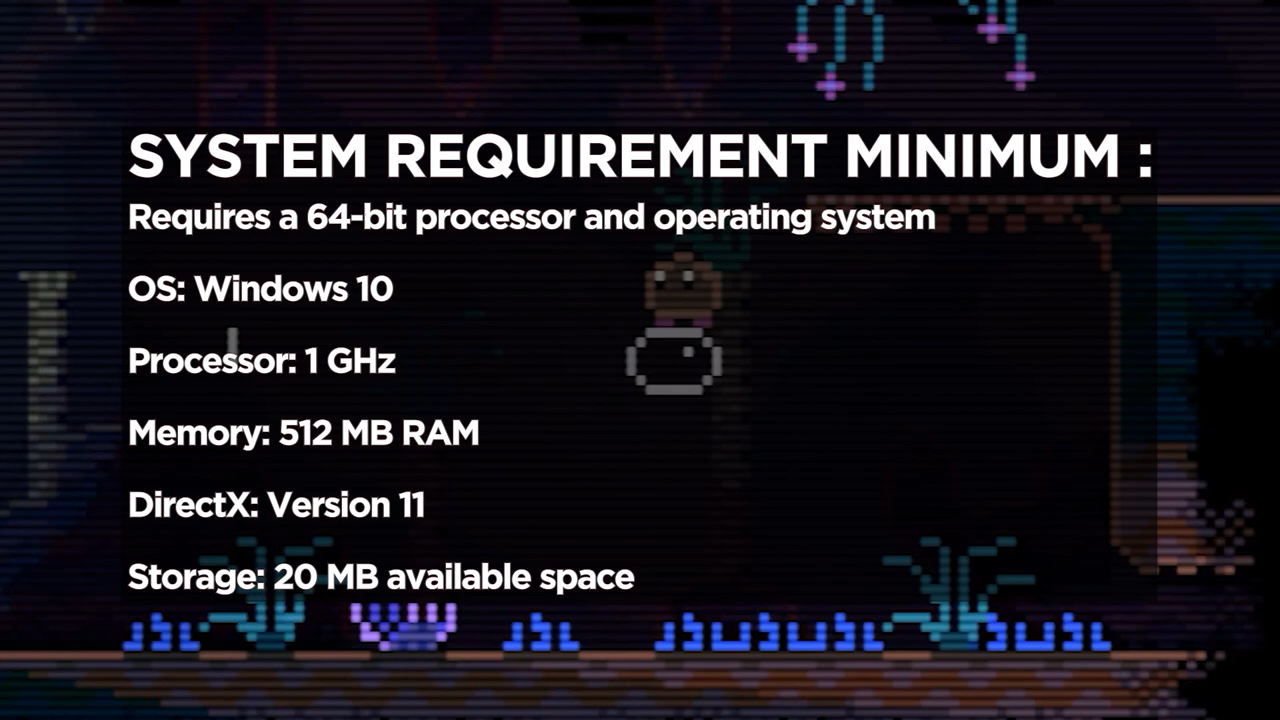 SYSTEM REQUIREMENT MINIMUM :
Requires a 64-bit processor and operating system
OS: Windows 10
Processor: 1 GHz
Memory: 512 MB RAM
DirectX: Version 11
Storage: 20 MB available space